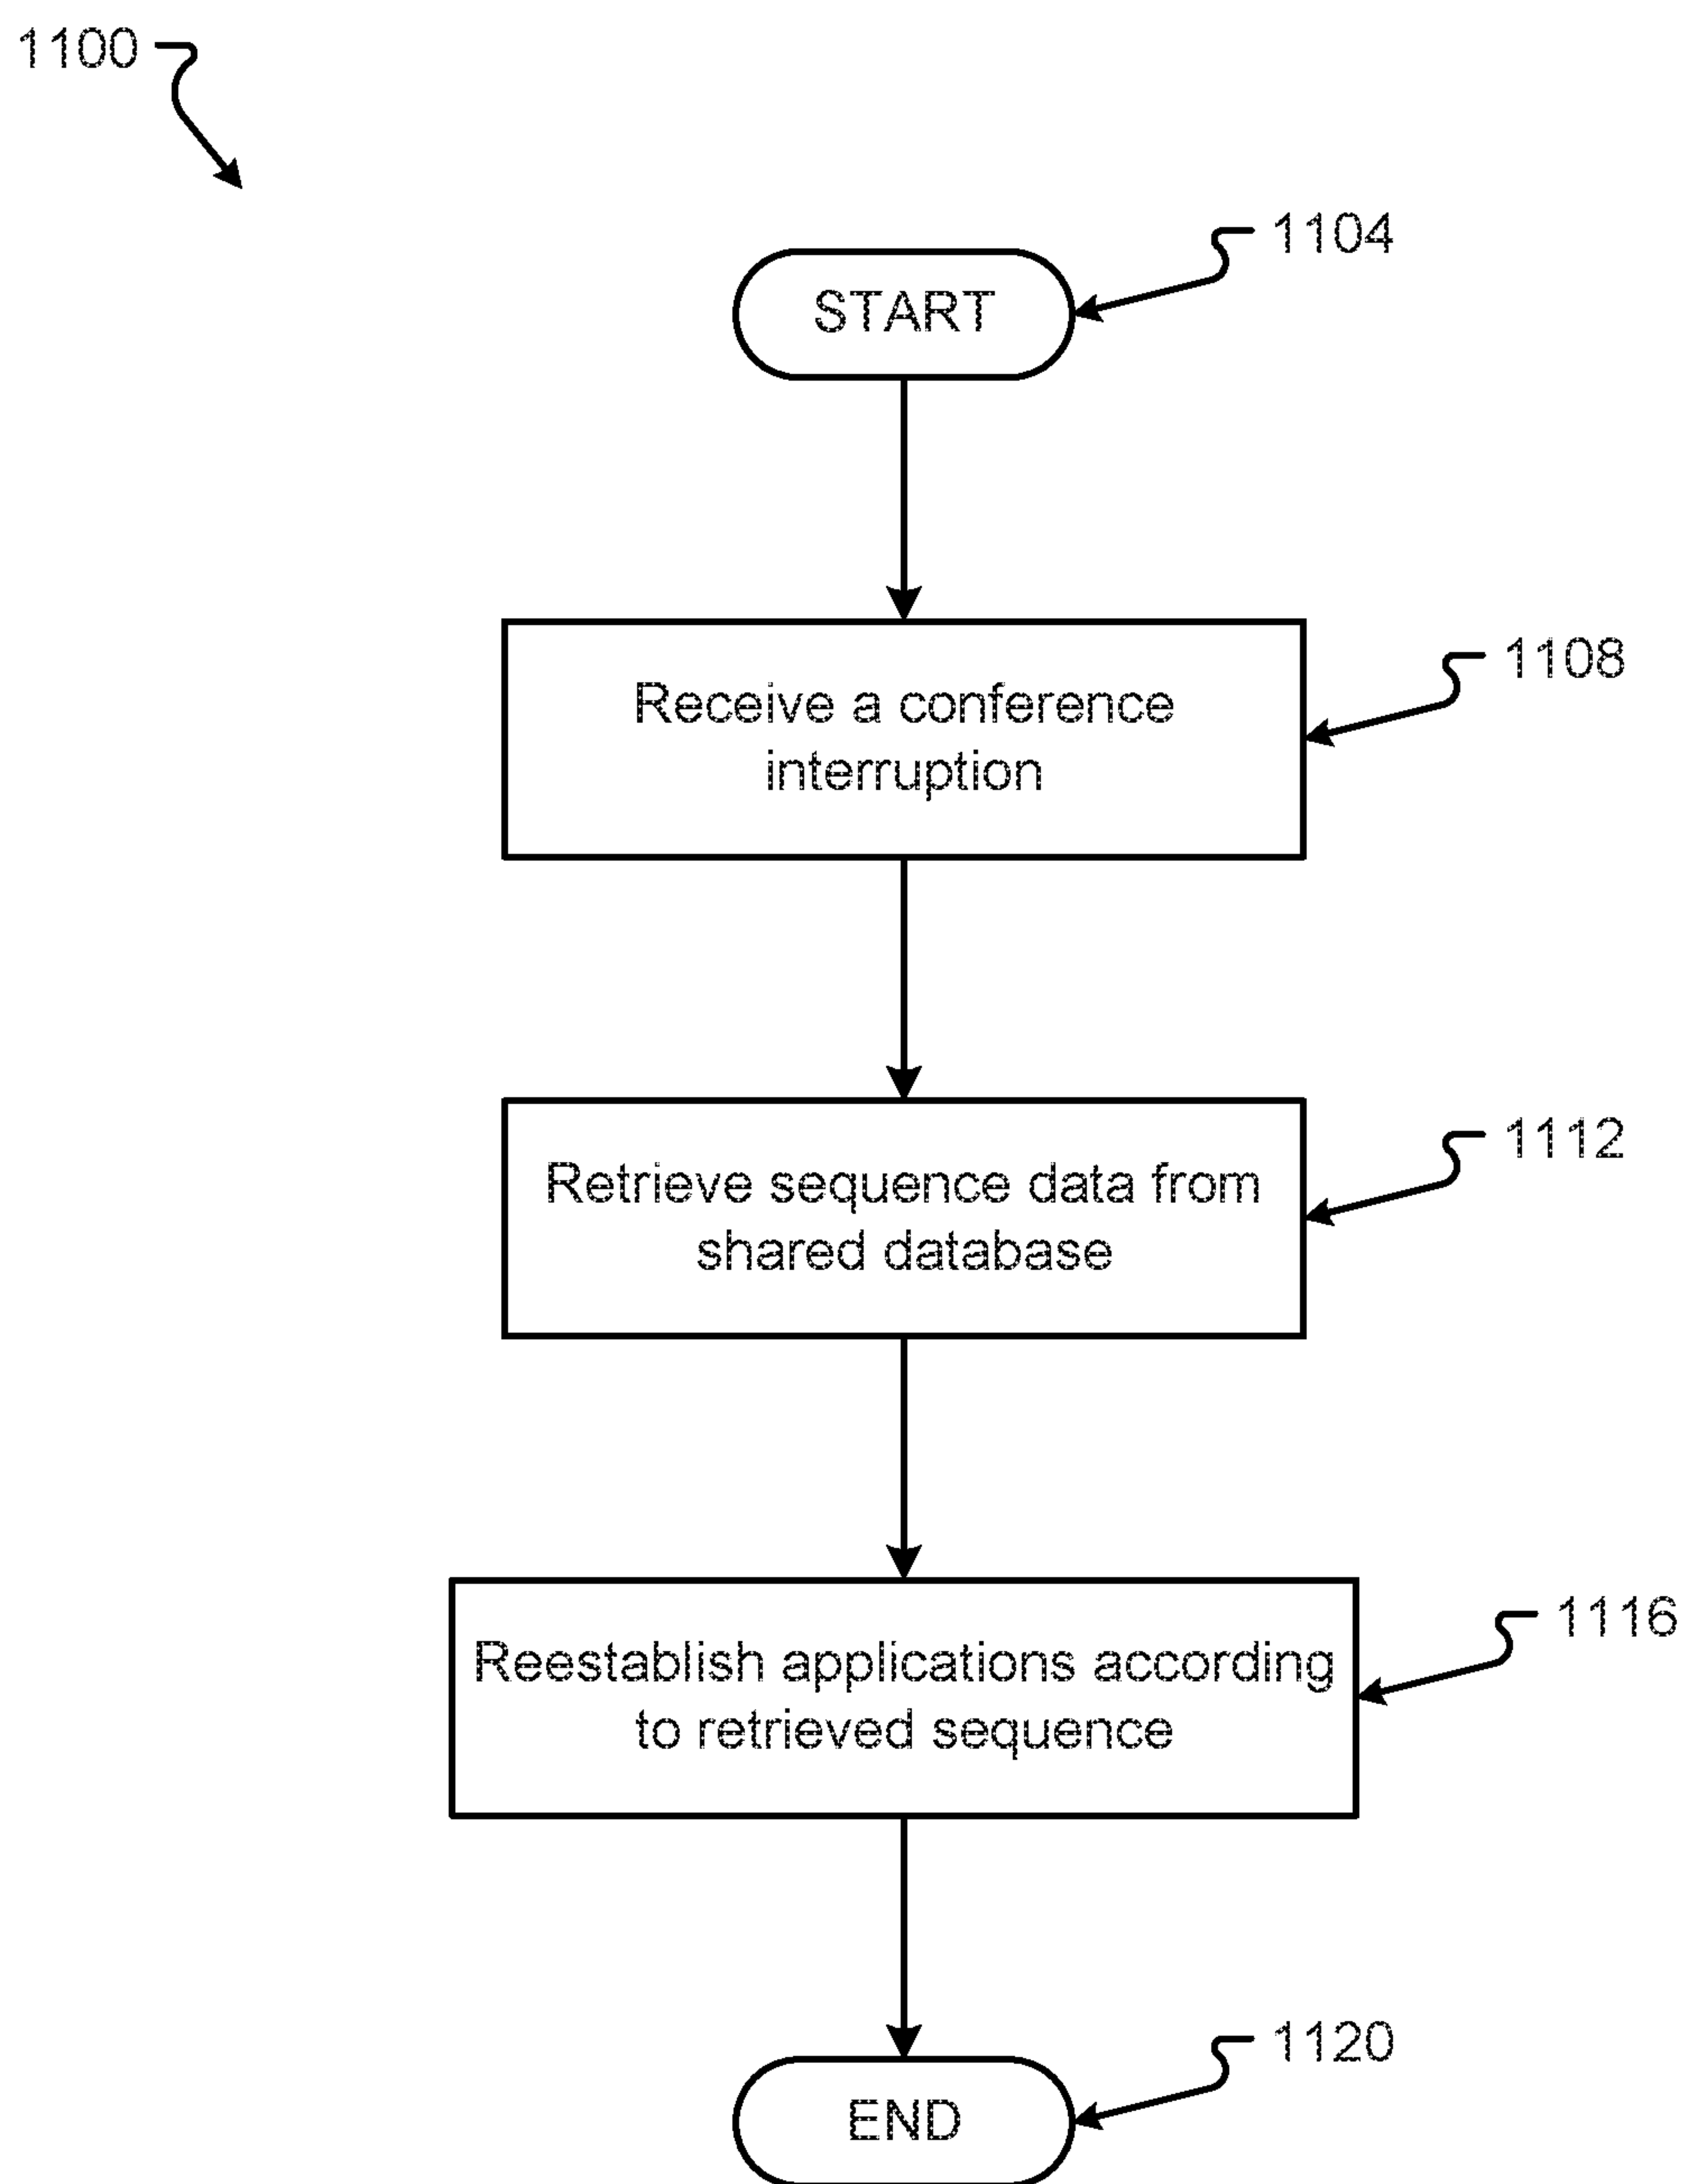 1100
1104
START
1108
Receive a conference
interruption
1112
Retrieve sequence data from
shared database
1116
Reestablish applications according
to retrieved sequence
1120
END